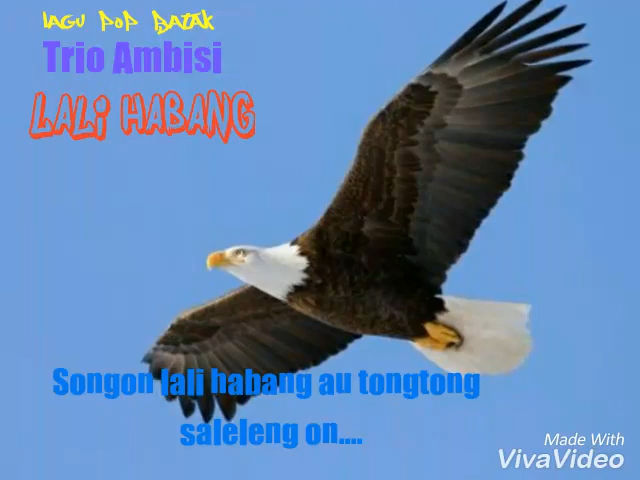 lagu pop Batak
Trio Ambisi
LALI HABANG
Songon lali habang au tongtong
saleleng on....
Made With
VivaVideo